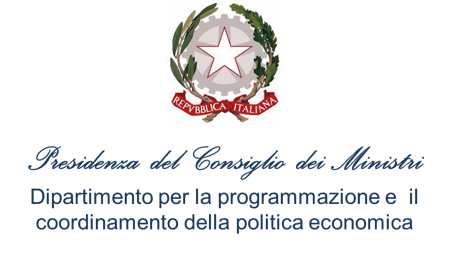 REPVBBLICA ITALIANA
Presidenza del Consiglio dei Ministri
Dipartimento per la programmazione e  il
coordinamento della politica economica